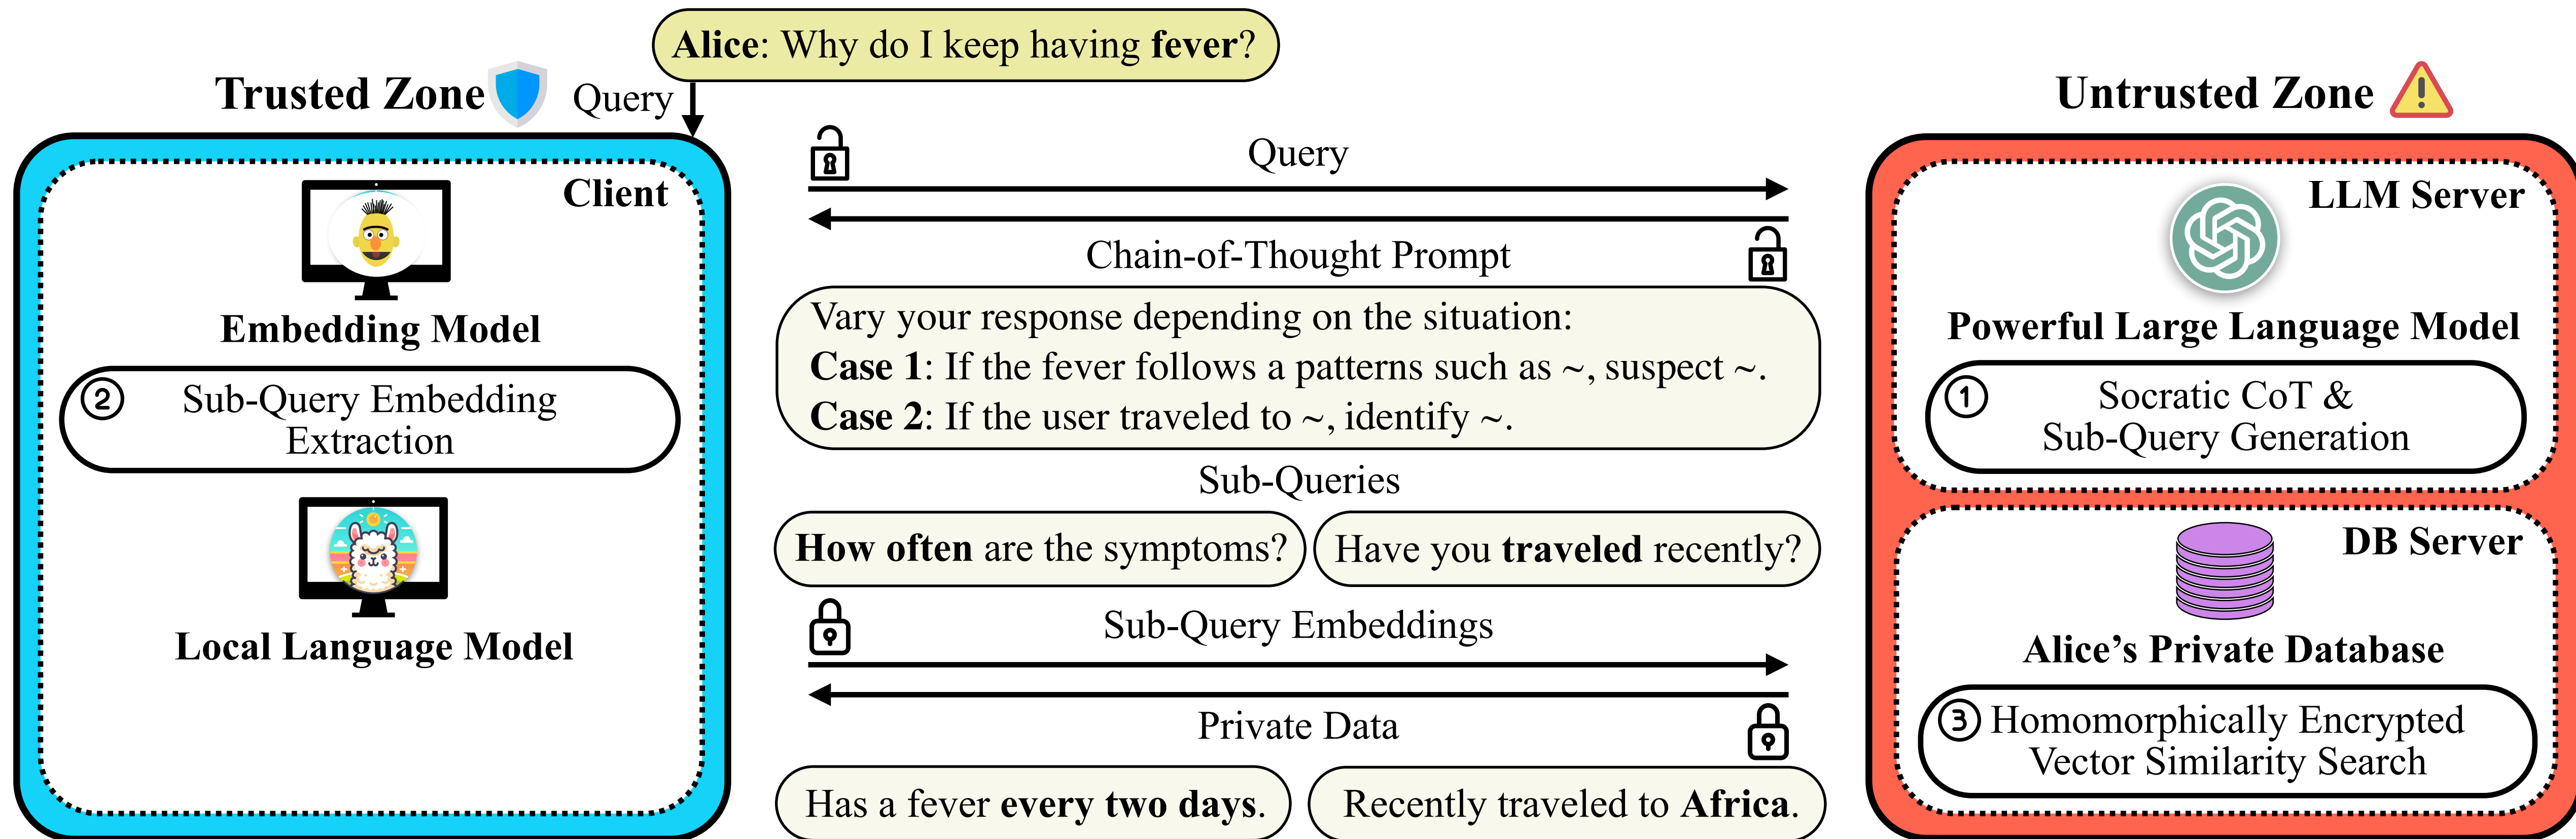 Alice: Why do I keep having fever?
Trusted Zone
Query
Untrusted Zone
Client
Embedding Model
②
Sub-Query Embedding
Extraction
Local Language Model
Query
Chain-of-Thought Prompt
Vary your response depending on the situation:
Case 1: If the fever follows a patterns such as ~, suspect ~.
Case 2: If the user traveled to ~, identify ~.
Sub-Queries
How often are the symptoms?
Have you traveled recently?
Sub-Query Embeddings
Private Data
Has a fever every two days.
Recently traveled to Africa.
LLM Server
Powerful Large Language Model
①
Socratic CoT &
Sub-Query Generation
DB Server
Alice’s Private Database
③ Homomorphically Encrypted
Vector Similarity Search